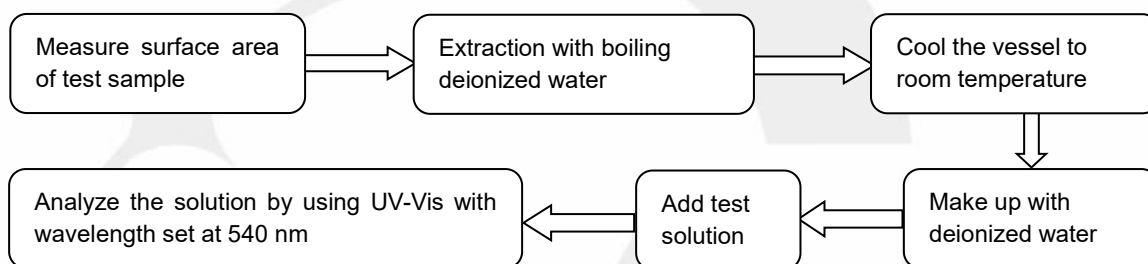 Measure surface area
of test sample
Extraction with boiling
deionized water
Cool the vessel to
room temperature
Make up with
deionized water
Add test
solution
Analyze the solution by using UV-Vis with
wavelength set at 540 nm